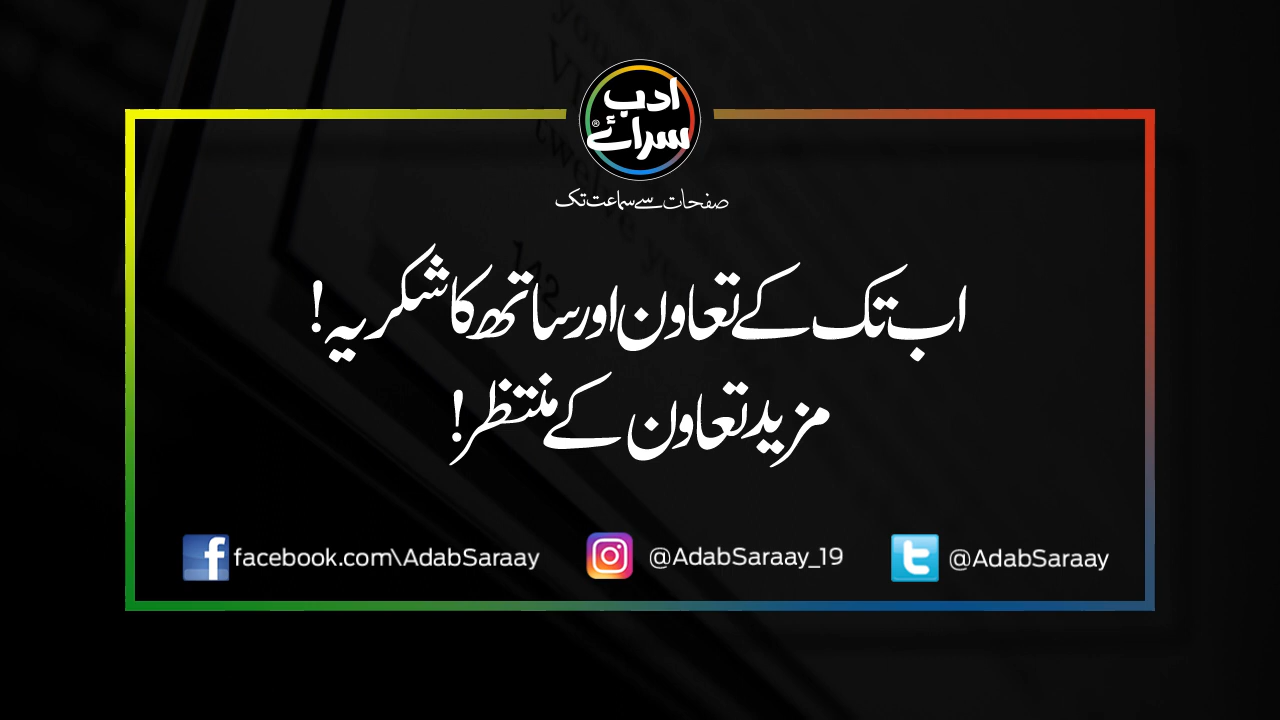 ادب
سرائے ®
صفحات سے سماعت تک
اب تک کے تعاون اور ساتھ کا شکریہ!
مزید تعاون کے منتظر!
facebook.com\AdabSaraay
@AdabSaraay_19
@AdabSaraay